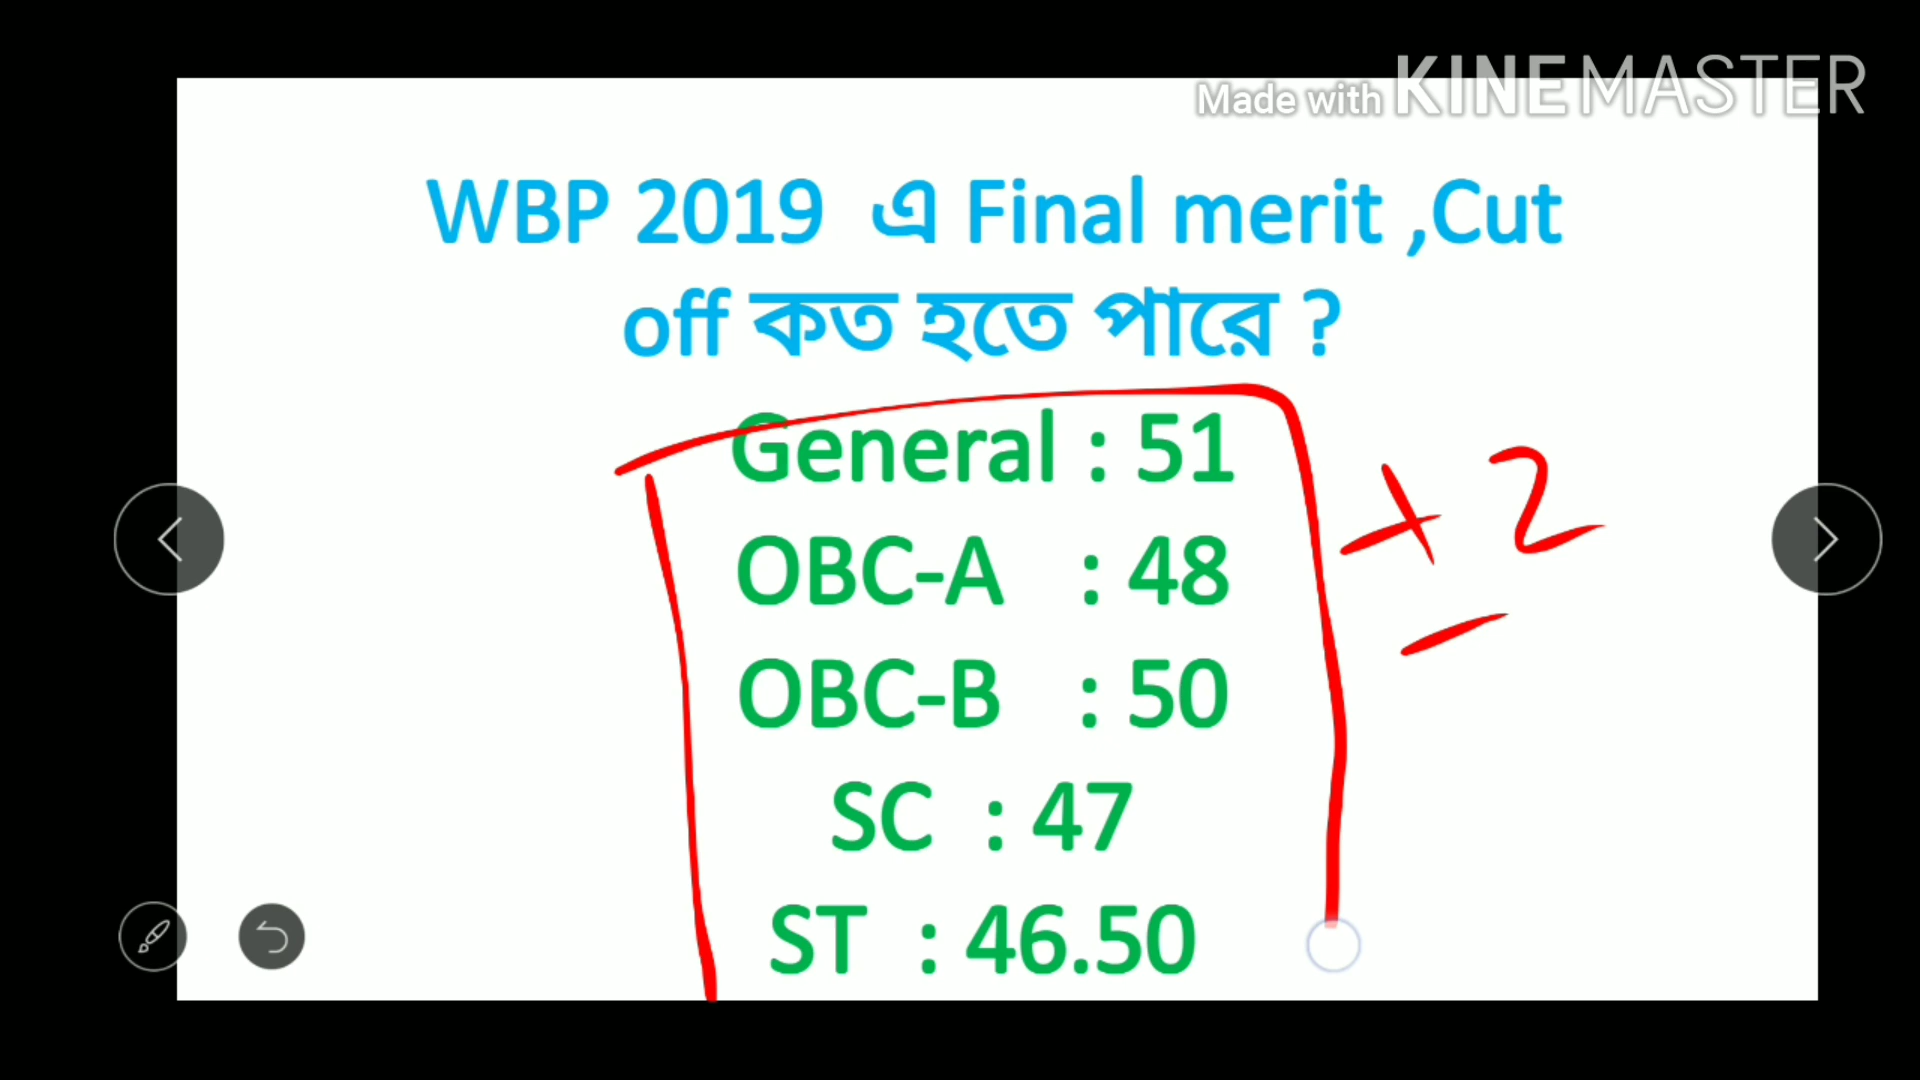 Made with KINEMASTER
WBP 2019 এ Final merit ,Cut
off কত হতে পারে ?
General : 51
OBC-A : 48
OBC-B : 50
SC : 47
ST : 46.50
+ 2
−